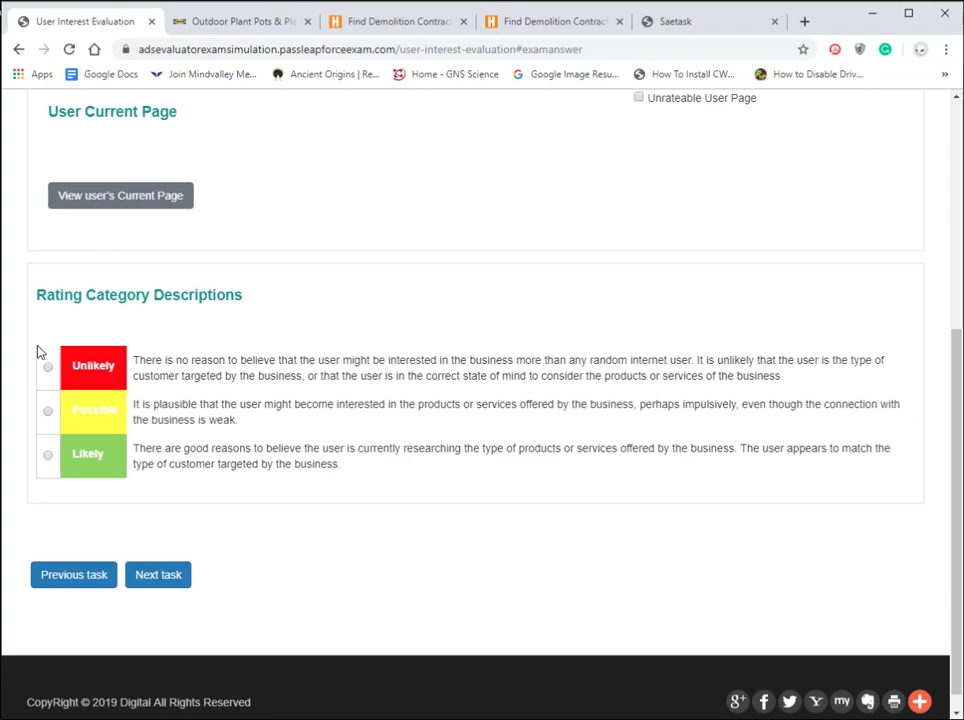 User Interest Evaluation
Outdoor Plant Pots & Pla
Find Demolition Contract
Find Demolition Contract
Saetask
adsevaluatorexamsimulation.passleapforceexam.com/user-interest-evaluation#examanswer
Apps
Google Docs
Join Mindvalley Me...
Ancient Origins | Re...
Home - GNS Science
Google Image Resu...
How To Install CW...
How to Disable Driv...
»
User Current Page
Unrateable User Page
View user's Current Page
Rating Category Descriptions
Unlikely
There is no reason to believe that the user might be interested in the business more than any random internet user. It is unlikely that the user is the type of
customer targeted by the business, or that the user is in the correct state of mind to consider the products or services of the business.
Possible
It is plausible that the user might become interested in the products or services offered by the business, perhaps impulsively, even though the connection with
the business is weak.
Likely
There are good reasons to believe the user is currently researching the type of products or services offered by the business. The user appears to match the
type of customer targeted by the business.
Previous task
Next task
CopyRight © 2019 Digital All Rights Reserved
g+
my